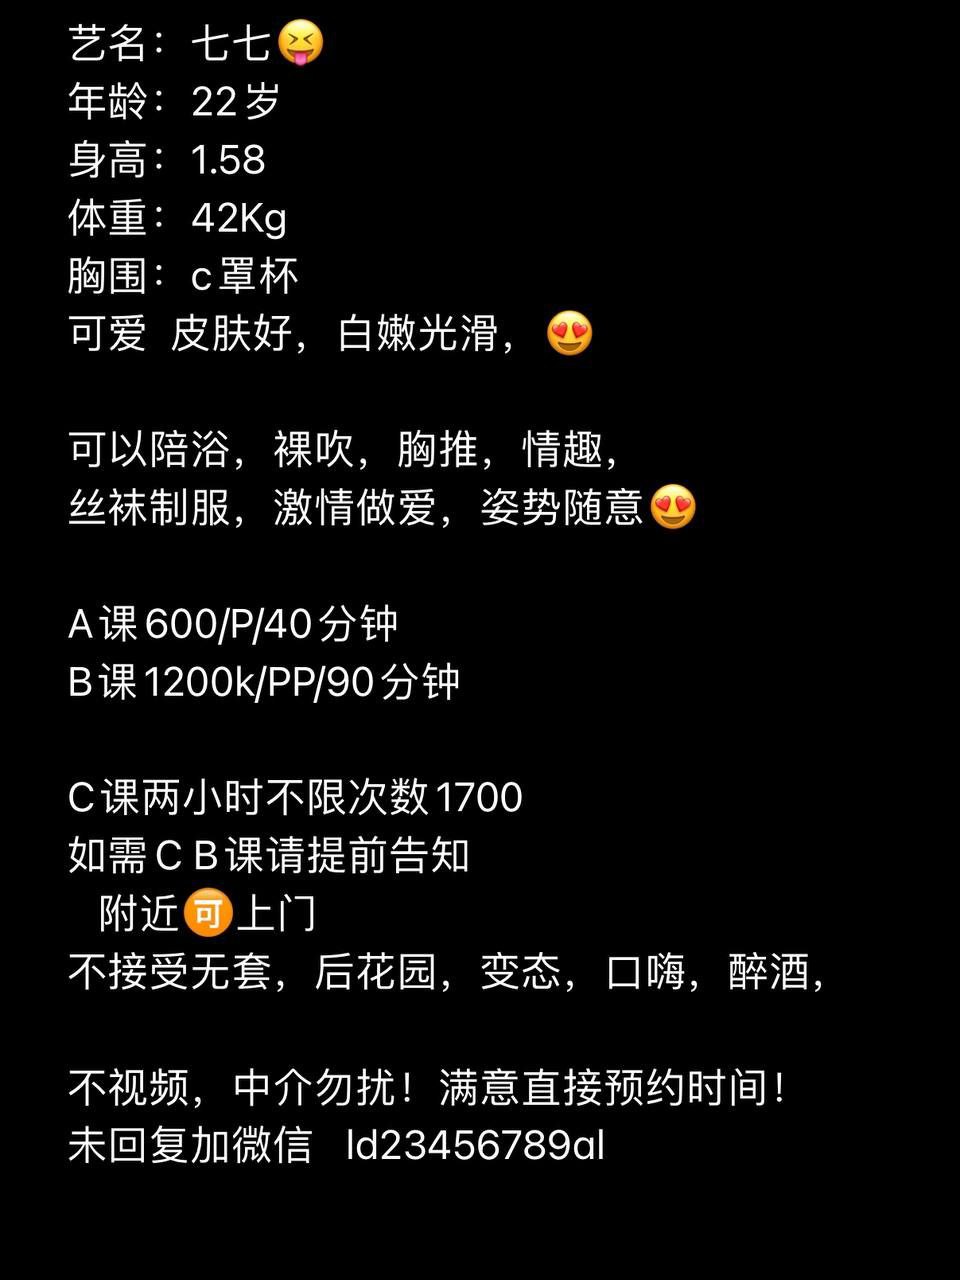 艺名：七七😝
年龄：22岁
身高：1.58
体重：42Kg
胸围：c罩杯
可爱 皮肤好，白嫩光滑，😍
可以陪浴，裸吹，胸推，情趣，
丝袜制服，激情做爱，姿势随意😍
A课600/P/40分钟
B课1200k/PP/90分钟
C课两小时不限次数1700
如需C B课请提前告知
附近🉑上门
不接受无套，后花园，变态，口嗨，醉酒，
不视频，中介勿扰！满意直接预约时间！
未回复加微信 ld23456789al